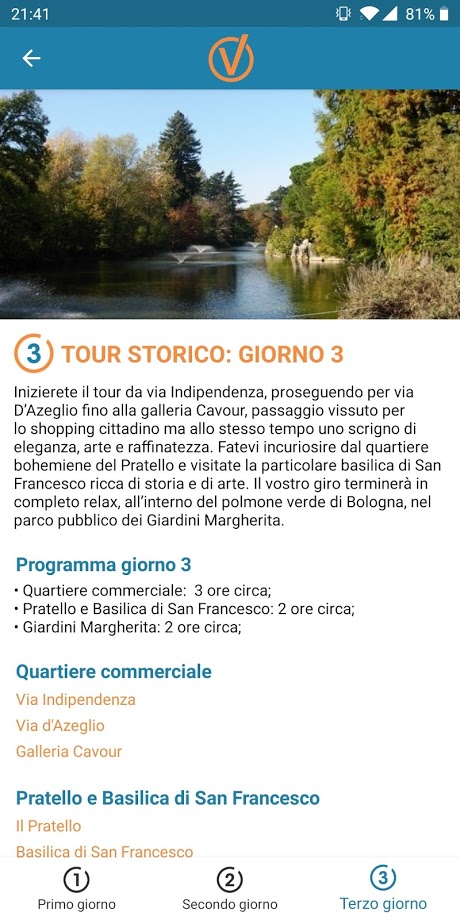 21:41
81%
3 TOUR STORICO: GIORNO 3
Inizierete il tour da via Indipendenza, proseguendo per via
D'Azeglio fino alla galleria Cavour, passaggio vissuto per
lo shopping cittadino ma allo stesso tempo uno scrigno di
eleganza, arte e raffinatezza. Fatevi incuriosire dal quartiere
bohemiene del Pratello e visitate la particolare basilica di San
Francesco ricca di storia e di arte. Il vostro giro terminerà in
completo relax, all'interno del polmone verde di Bologna, nel
parco pubblico dei Giardini Margherita.
Programma giorno 3
• Quartiere commerciale:  3 ore circa;
• Pratello e Basilica di San Francesco: 2 ore circa;
• Giardini Margherita: 2 ore circa;
Quartiere commerciale
Via Indipendenza
Via d'Azeglio
Galleria Cavour
Pratello e Basilica di San Francesco
Il Pratello
Basilica di San Francesco
1 2 3
Primo giorno Secondo giorno Terzo giorno